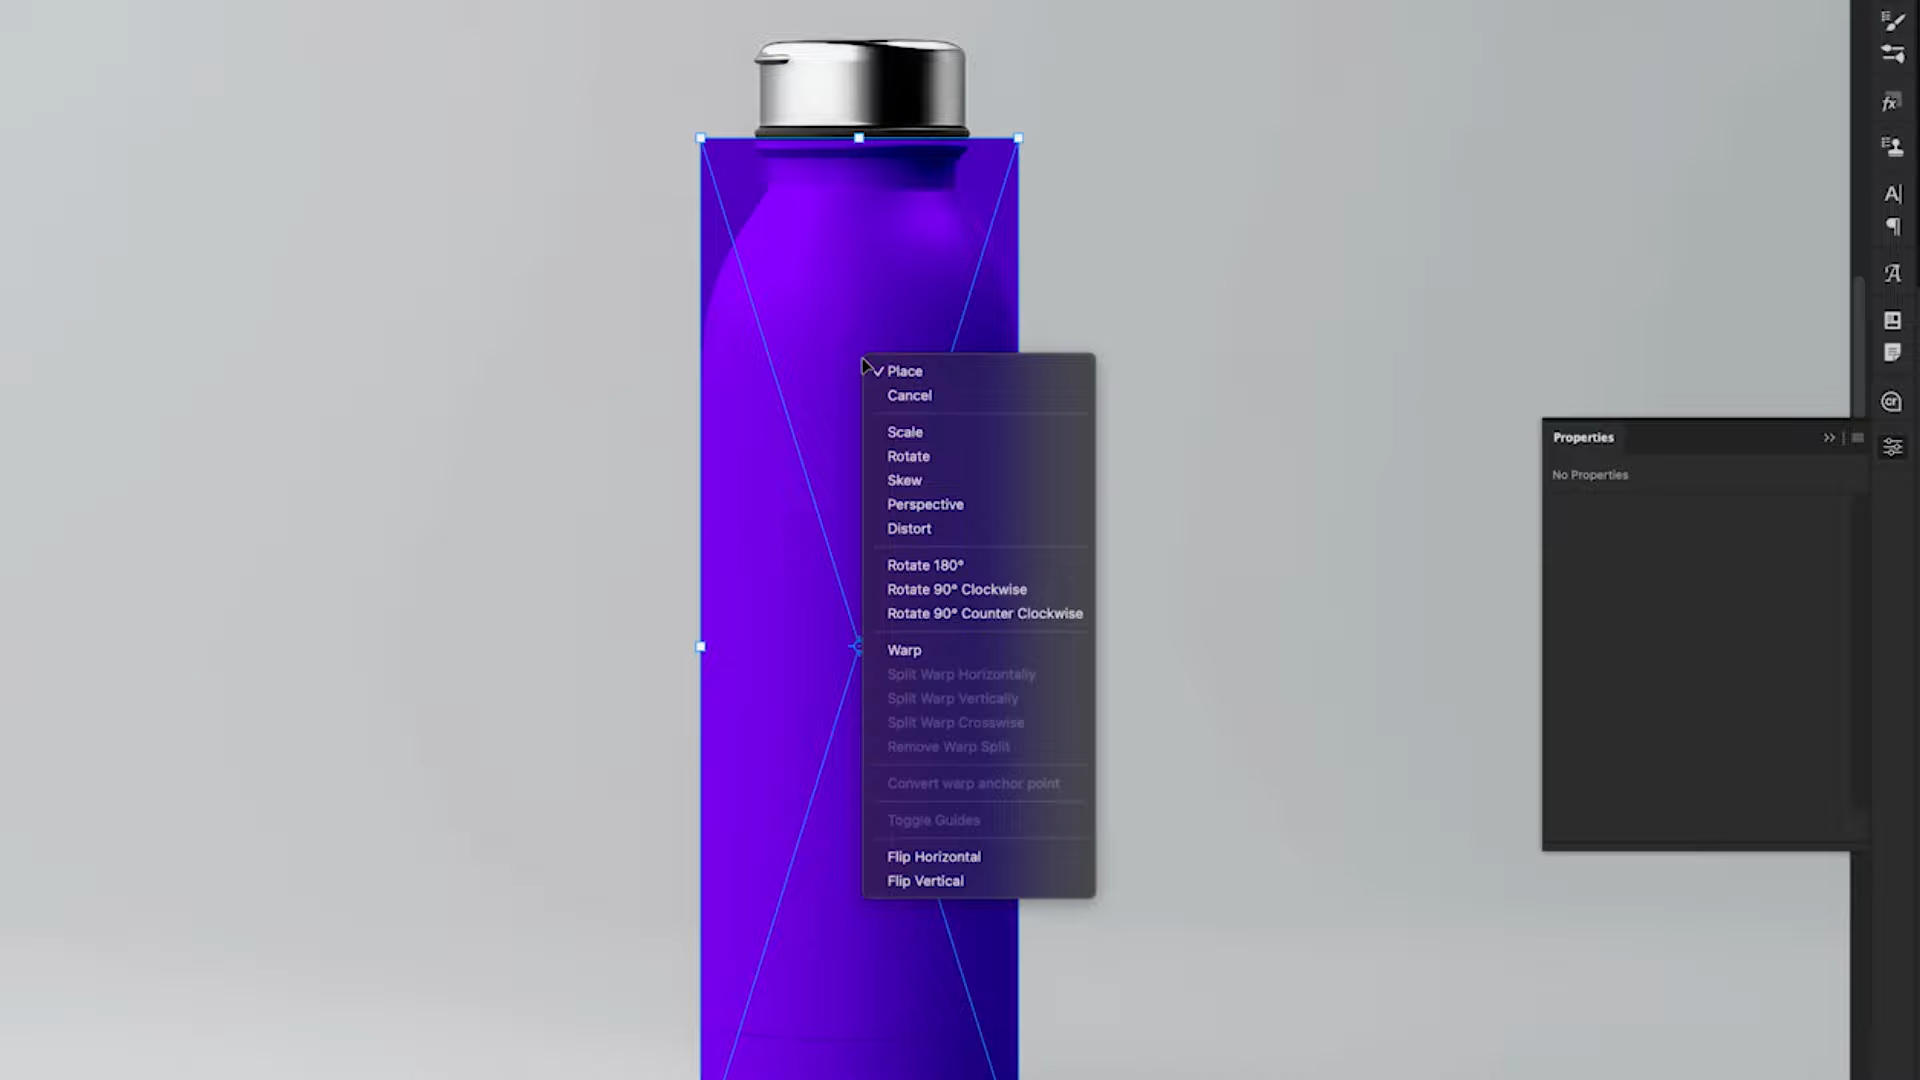 Place
Cancel
Scale
Rotate
Skew
Perspective
Distort
Rotate 180°
Rotate 90° Clockwise
Rotate 90° Counter Clockwise
Warp
Split Warp Horizontally
Split Warp Vertically
Split Warp Crosswise
Remove Warp Split
Convert warp anchor point
Toggle Guides
Flip Horizontal
Flip Vertical
Properties
No Properties